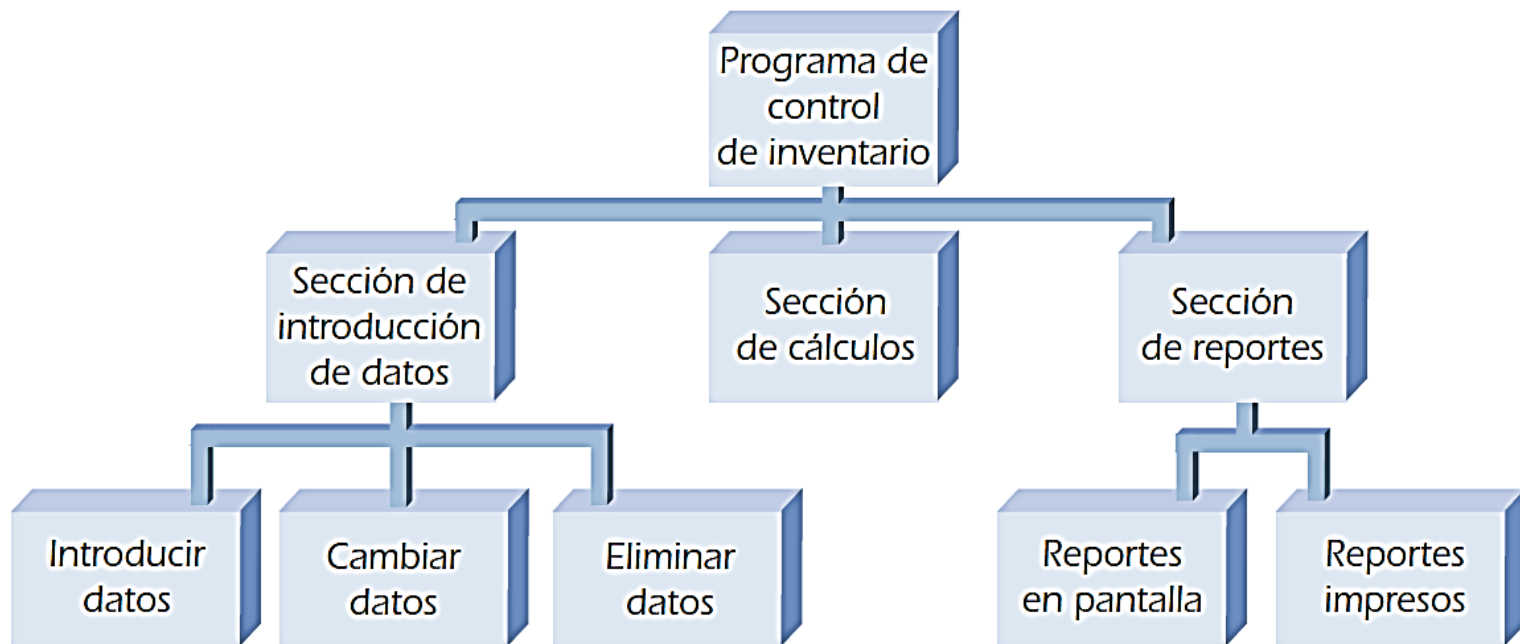 Programa de
control
de inventario
Sección de
introducción
de datos
Sección
de cálculos
Sección
de reportes
Introducir
datos
Cambiar
datos
Eliminar
datos
Reportes
en pantalla
Reportes
impresos